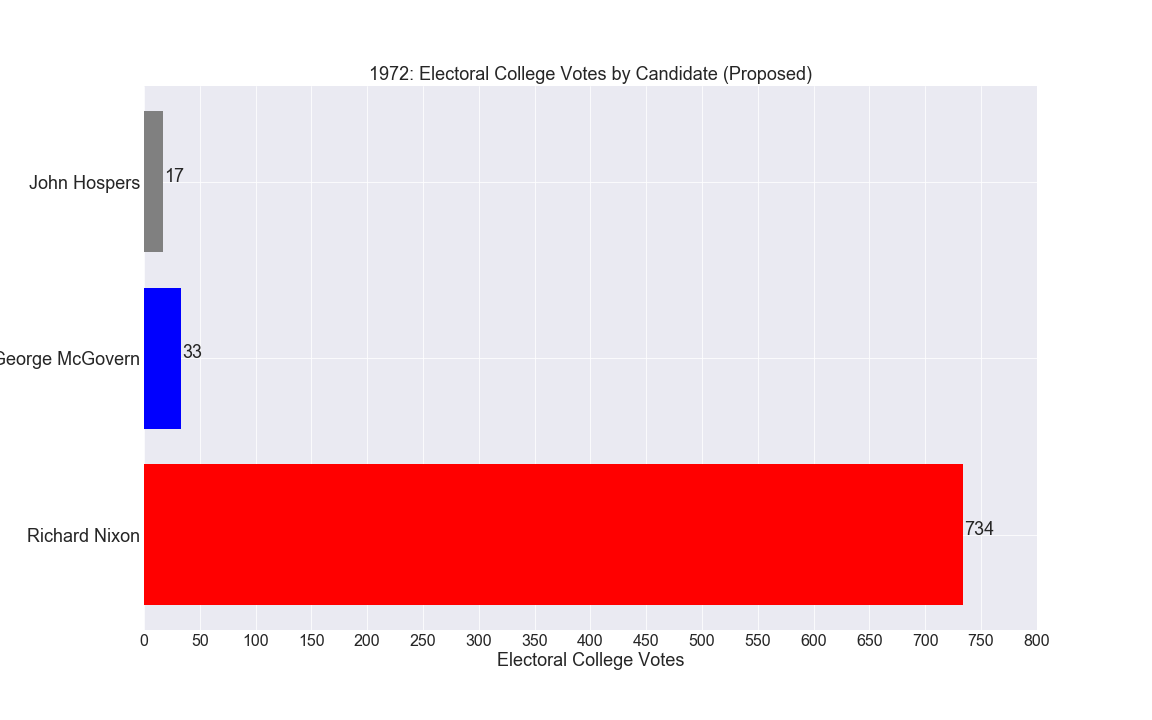 1972: Electoral College Votes by Candidate (Proposed)
John Hospers
17
George McGovern
33
Richard Nixon
734
0 50 100 150 200 250 300 350 400 450 500 550 600 650 700 750 800
Electoral College Votes